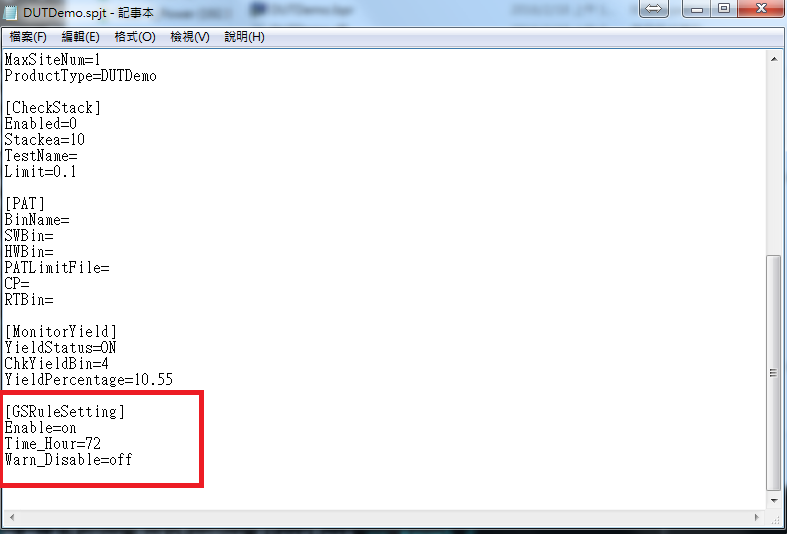 DUTDemo.spjt - 記事本
檔案(F) 編輯(E) 格式(O) 檢視(V) 說明(H)
MaxSiteNum=1
ProductType=DUTDemo
[CheckStack]
Enabled=0
Stackea=10
TestName=
Limit=0.1
[PAT]
BinName=
SWBin=
HWBin=
PATLimitFile=
CP=
RTBin=
[MonitorYield]
YieldStatus=ON
ChkYieldBin=4
YieldPercentage=10.55
[GSRuleSetting]
Enable=on
Time_Hour=72
Warn_Disable=off